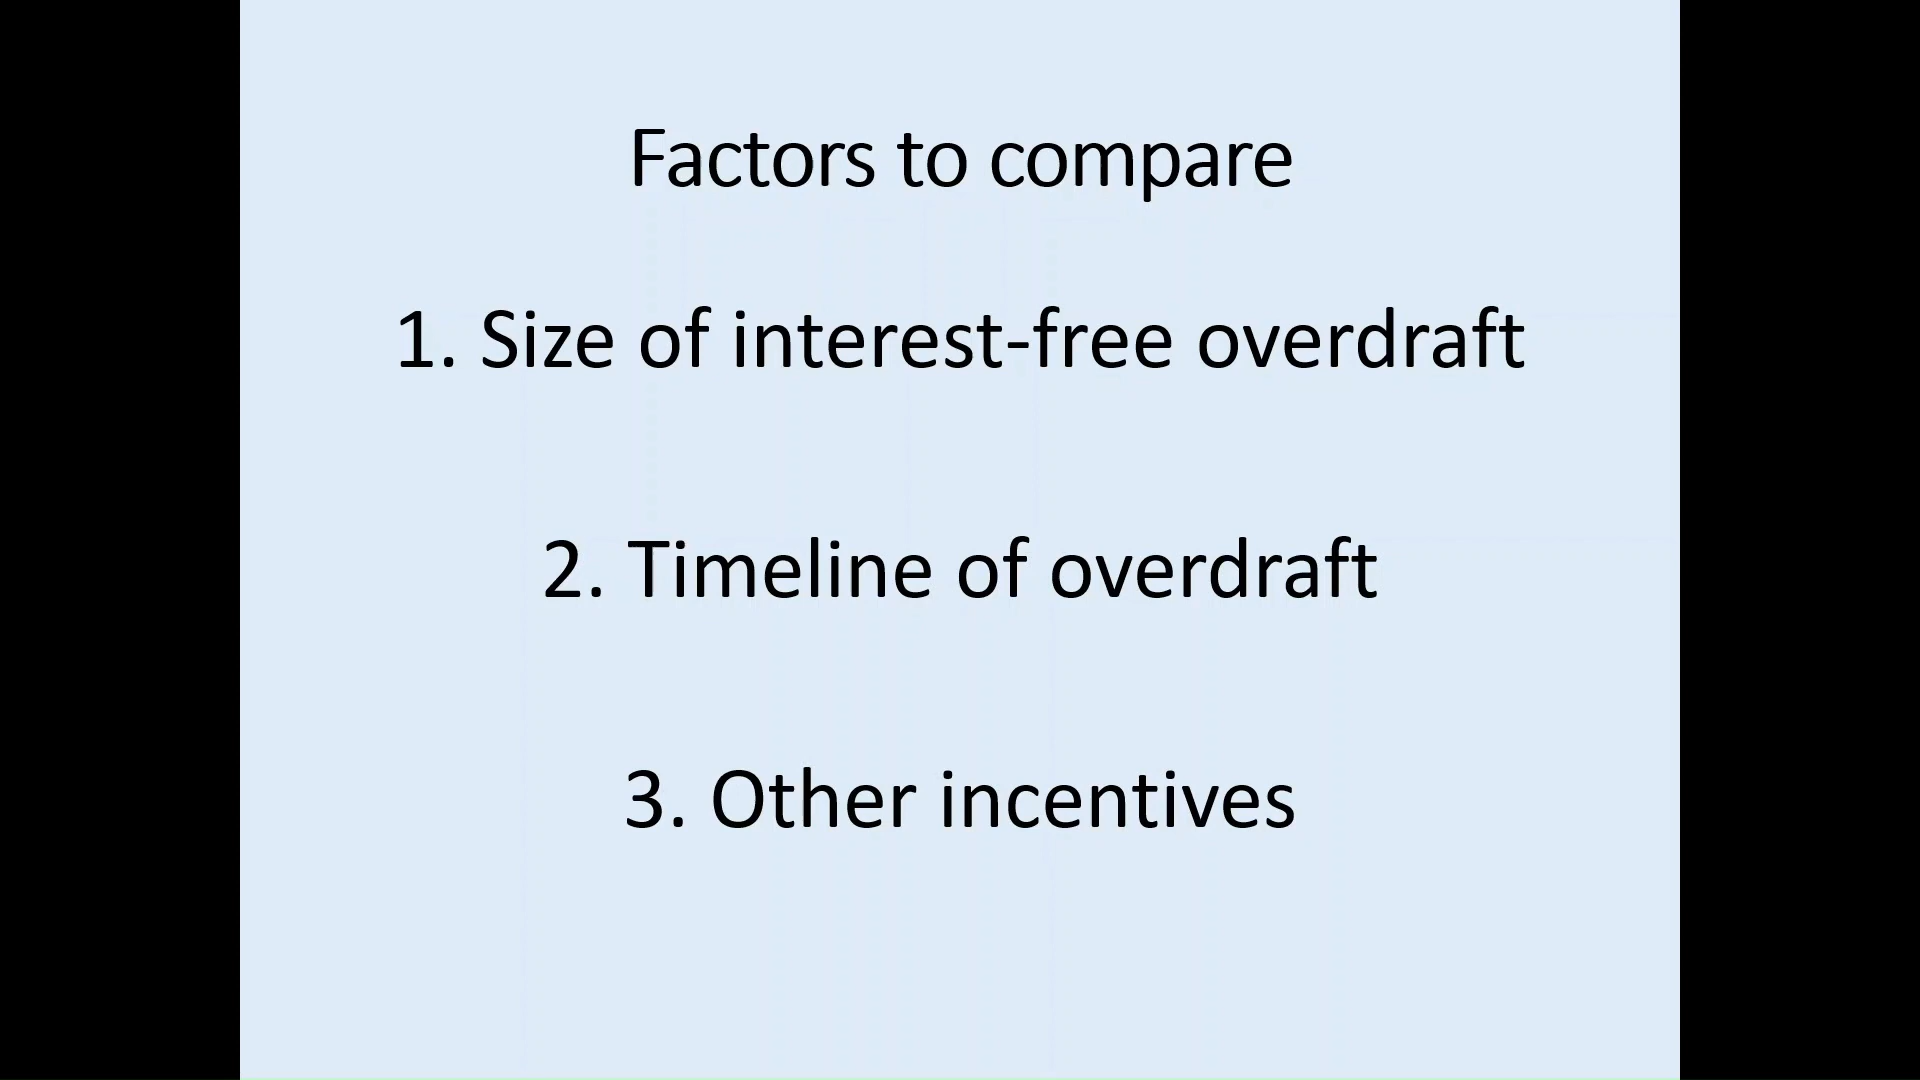 Factors to compare
1. Size of interest-free overdraft
2. Timeline of overdraft
3. Other incentives